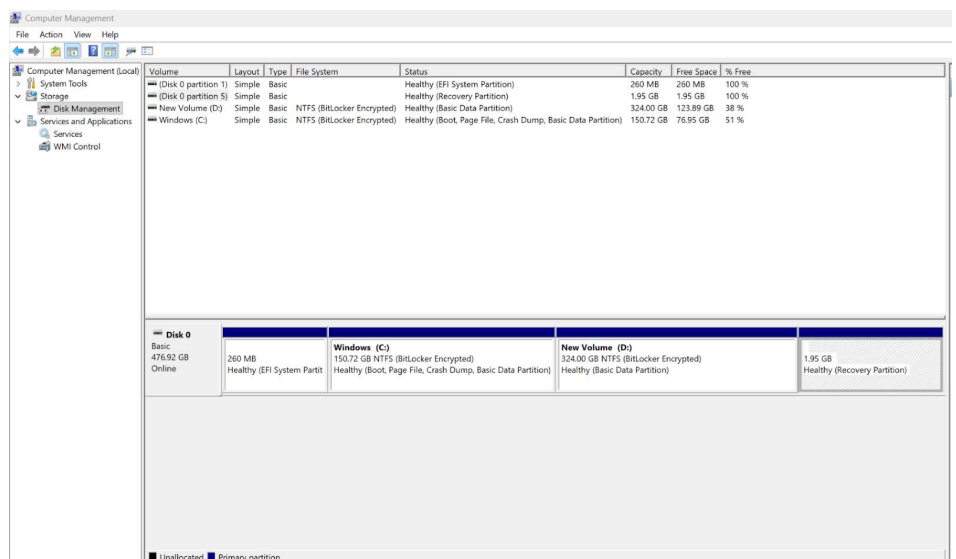 Computer Management
File Action View Help
Computer Management (Local)
System Tools
Storage
Disk Management
Services and Applications
Services
WMI Control
Volume Layout Type File System Status Capacity Free Space % Free
(Disk 0 partition 1) Simple Basic Healthy (EFI System Partition) 260 MB 260 MB 100 %
(Disk 0 partition 5) Simple Basic Healthy (Recovery Partition) 1.95 GB 1.95 GB 100 %
New Volume (D:) Simple Basic NTFS (BitLocker Encrypted) Healthy (Basic Data Partition) 324.00 GB 123.89 GB 38 %
Windows (C:) Simple Basic NTFS (BitLocker Encrypted) Healthy (Boot, Page File, Crash Dump, Basic Data Partition) 150.72 GB 76.95 GB 51 %
Disk 0
Basic
476.92 GB
Online
260 MB
Healthy (EFI System Partit
Windows (C:)
150.72 GB NTFS (BitLocker Encrypted)
Healthy (Boot, Page File, Crash Dump, Basic Data Partition)
New Volume (D:)
324.00 GB NTFS (BitLocker Encrypted)
Healthy (Basic Data Partition)
1.95 GB
Healthy (Recovery Partition)
Unallocated Primary partition